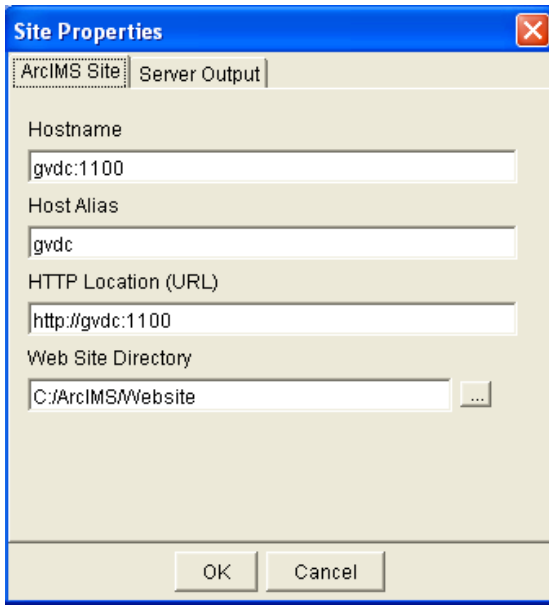 Site Properties
ArcIMS Site Server Output
Hostname
gvdc:1100
Host Alias
gvdc
HTTP Location (URL)
http://gvdc:1100
Web Site Directory
C:/ArcIMS/Website ...
OK Cancel